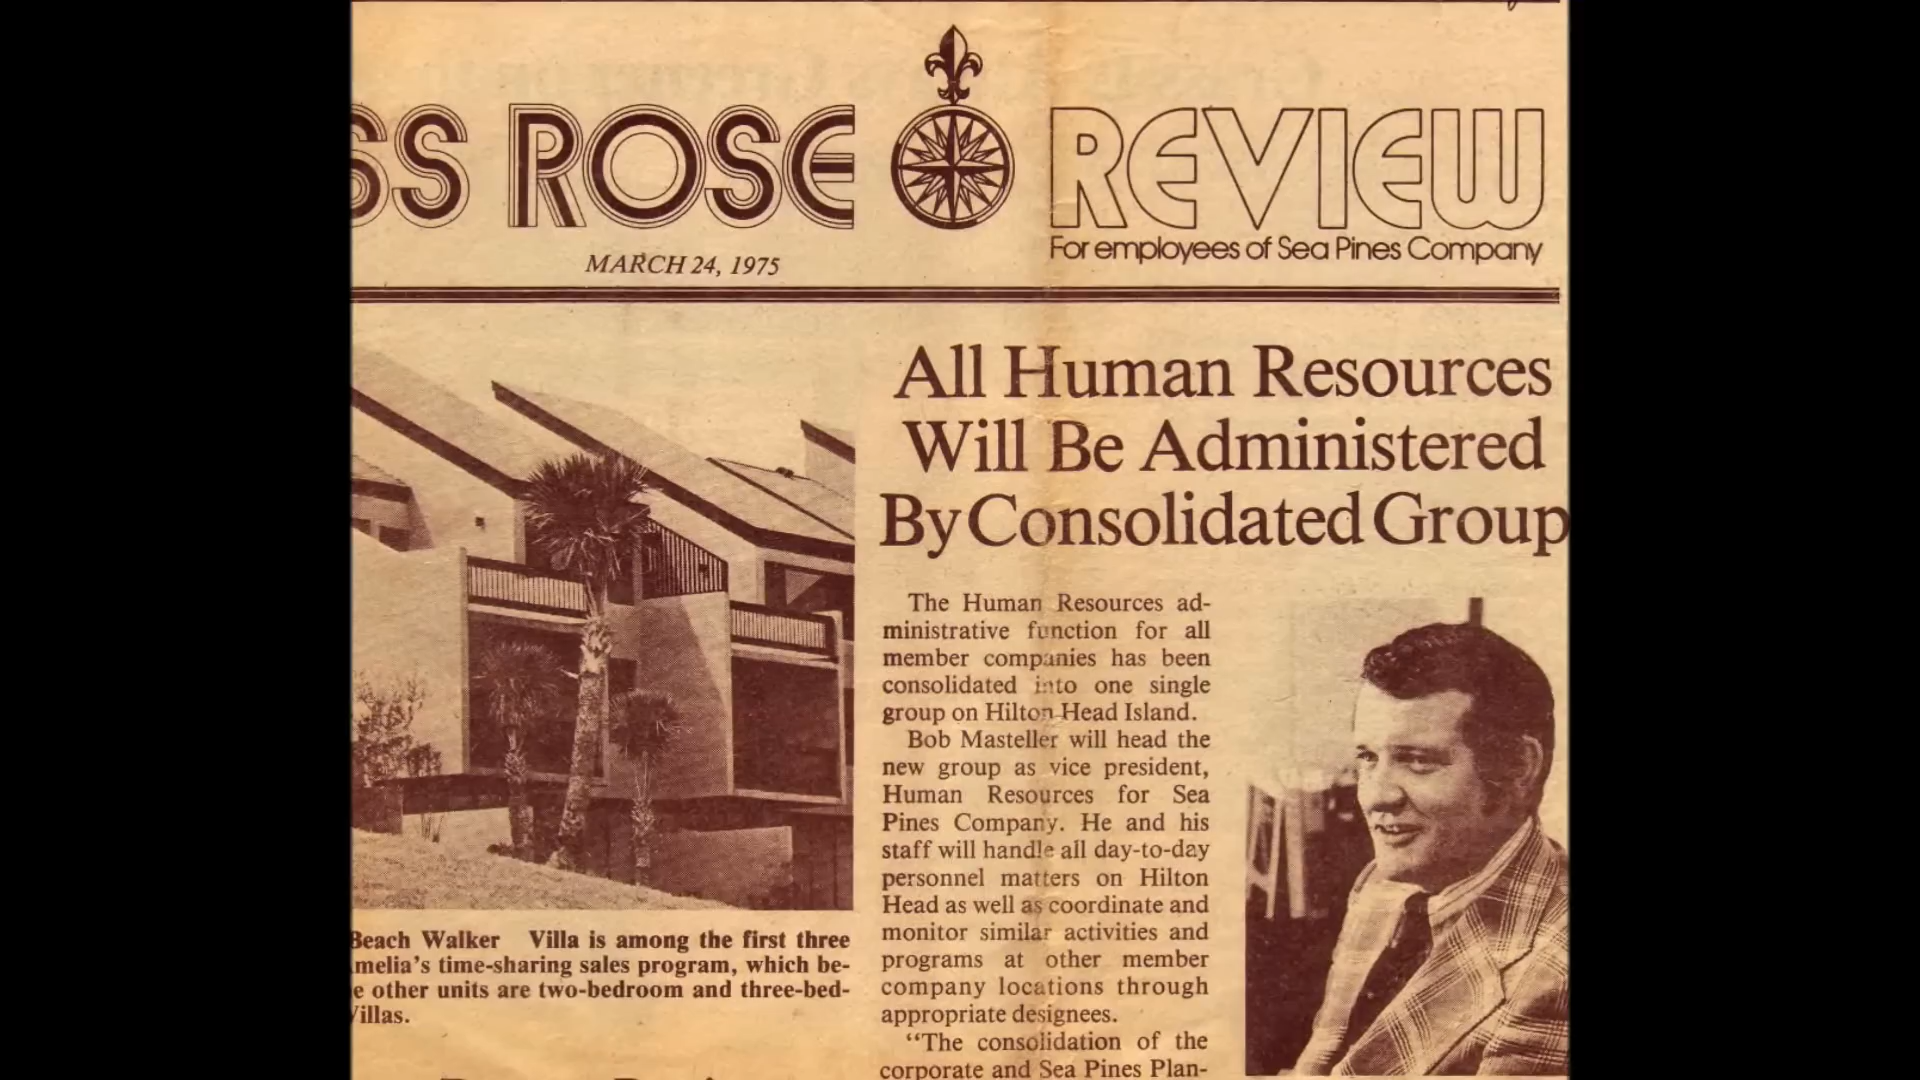 SS ROSE REVIEW
MARCH 24, 1975
For employees of Sea Pines Company
All Human Resources
Will Be Administered
By Consolidated Group
The Human Resources ad-
ministrative function for all
member companies has been
consolidated into one single
group on Hilton Head Island.
Bob Masteller will head the
new group as vice president,
Human Resources for Sea
Pines Company. He and his
staff will handle all day-to-day
personnel matters on Hilton
Head as well as coordinate and
monitor similar activities and
programs at other member
company locations through
appropriate designees.
“The consolidation of the
corporate and Sea Pines Plan-
Beach Walker Villa is among the first three
melia’s time-sharing sales program, which be-
e other units are two-bedroom and three-bed-
Villas.